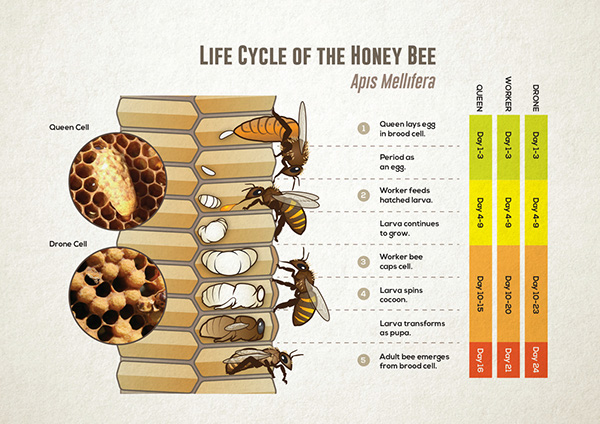 LIFE CYCLE OF THE HONEY BEE
Apis Mellifera
QUEEN
WORKER
DRONE
Queen Cell
Drone Cell
1 Queen lays egg
in brood cell.
Period as
an egg.
2 Worker feeds
hatched larva.
Larva continues
to grow.
3 Worker bee
caps cell.
4 Larva spins
cocoon.
Larva transforms
as pupa.
5 Adult bee emerges
from brood cell.
Day 1-3
Day 4-9
Day 10-15
Day 16
Day 1-3
Day 4-9
Day 10-20
Day 21
Day 1-3
Day 4-9
Day 10-23
Day 24